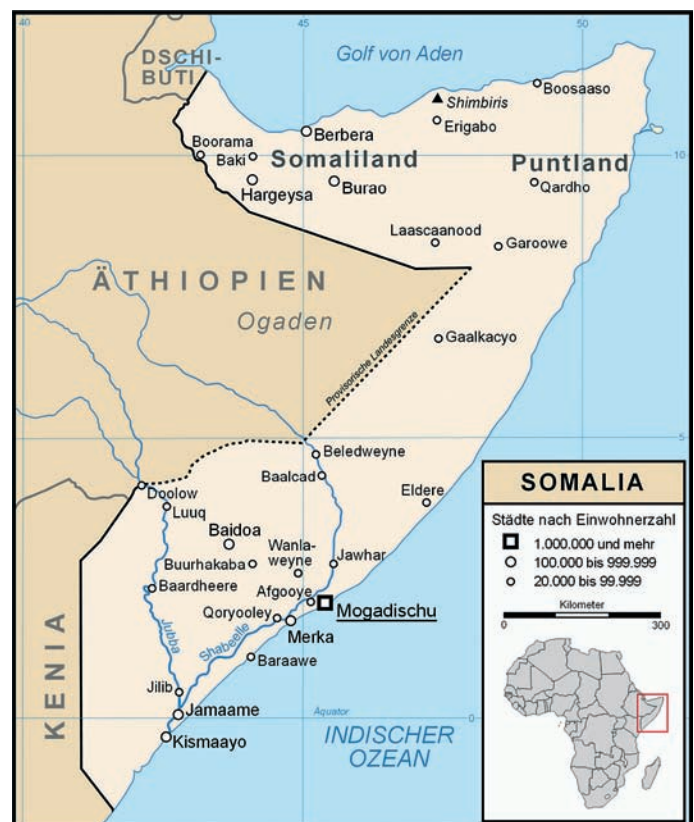 40
45
50
DSCHI-
BUTI
Golf von Aden
Boosaaso
Shimbiris
Erigabo
Berbera
Boorama
Baki
10
Somaliland
Puntland
Hargeysa
Burao
Qardho
Laascaanood
Garoowe
ÄTHIOPIEN
Ogaden
Provisorische Landesgrenze
Gaalkacyo
5
Beledweyne
Baalcad
Doolow
Luuq
Eldere
Baidoa
Buurhakaba
Wanla-
weyne
Jawhar
Baardheere
Afgooye
Mogadischu
Qoryooley
Merka
Jubba
Shabeelle
Baraawe
KENIA
Jilib
Jamaame
Äquator
0
Kismaayo
INDISCHER
OZEAN
SOMALIA
Städte nach Einwohnerzahl
1.000.000 und mehr
100.000 bis 999.999
20.000 bis 99.999
Kilometer
0
300